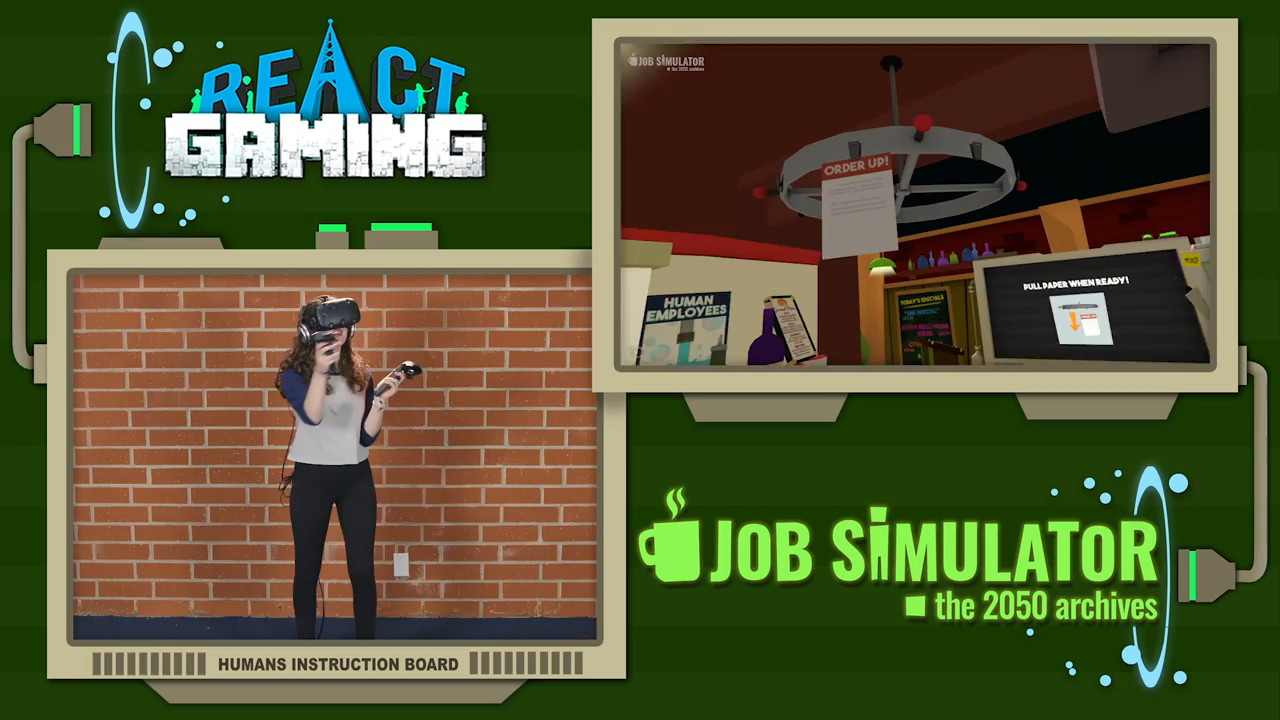 REACT
GAMING
JOB SIMULATOR
the 2050 archives
ORDER UP!
PULL PAPER WHEN READY!
HUMAN
EMPLOYEES
TODAY'S SPECIALS
JOB SIMULATOR
the 2050 archives
HUMANS INSTRUCTION BOARD